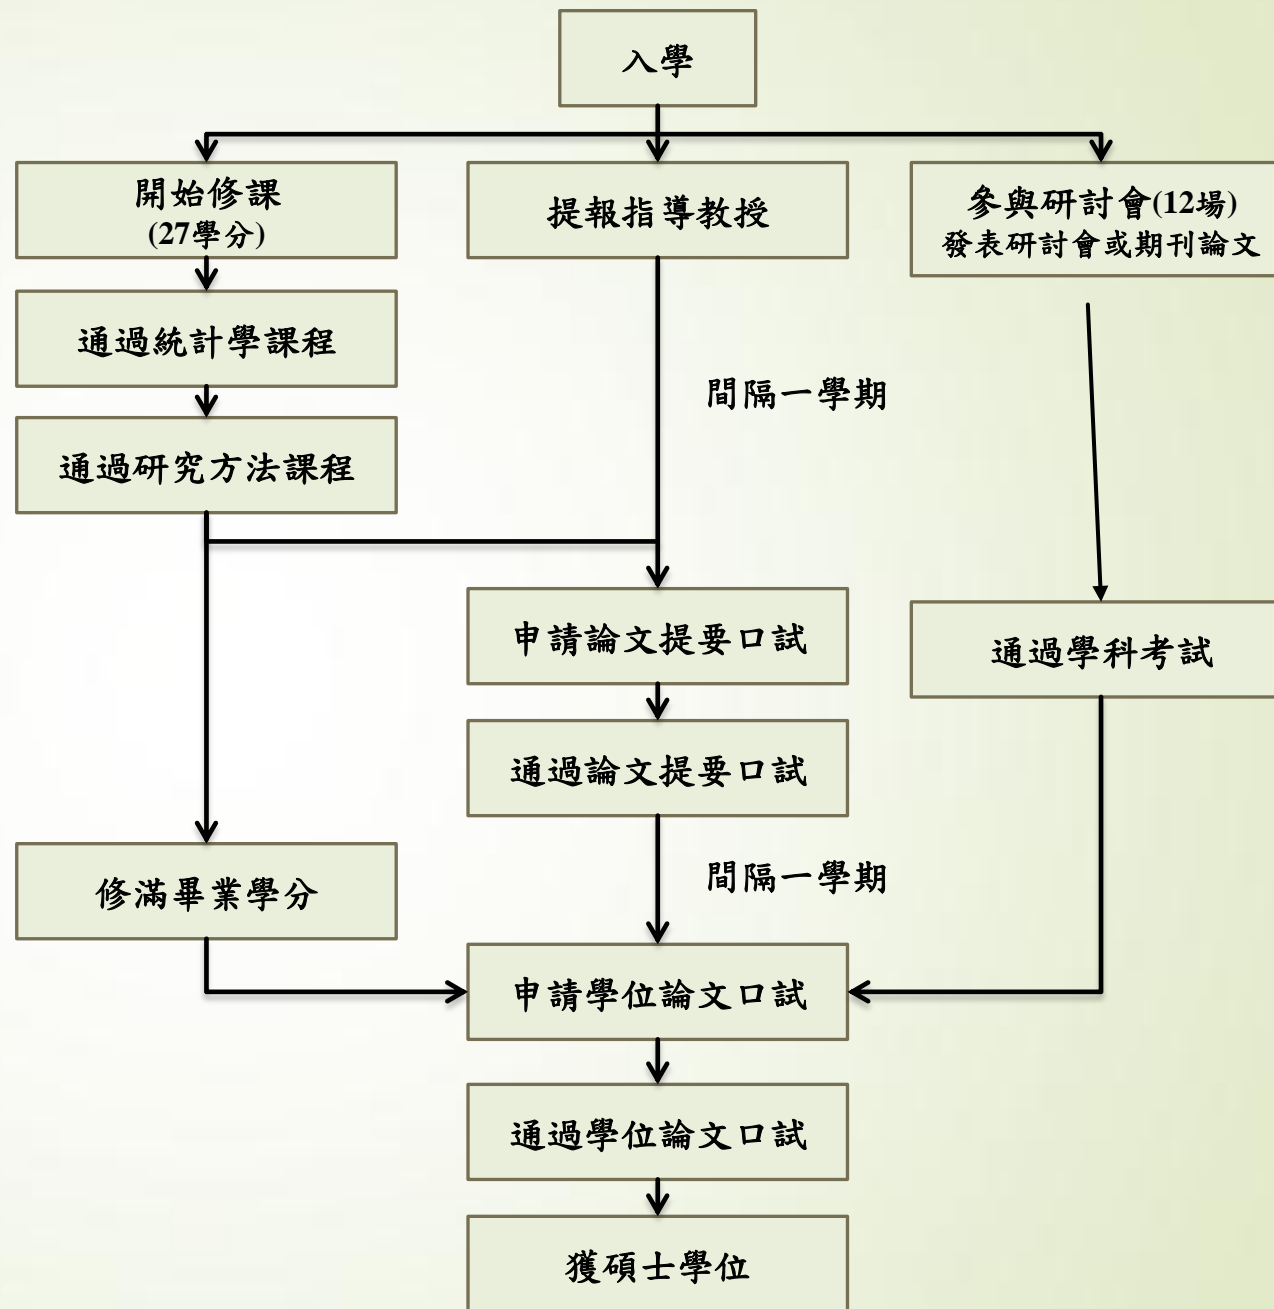 入學
開始修課
(27學分)
提報指導教授
參與研討會(12場)
發表研討會或期刊論文
通過統計學課程
間隔一學期
通過研究方法課程
申請論文提要口試
通過學科考試
通過論文提要口試
間隔一學期
修滿畢業學分
申請學位論文口試
通過學位論文口試
獲碩士學位